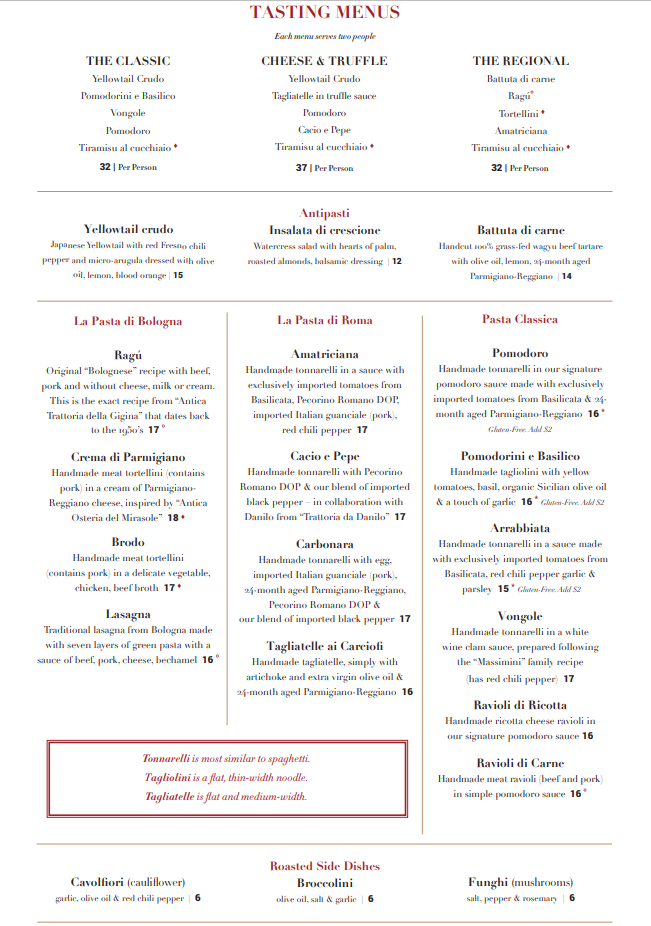 TASTING MENUS
Each menu serves two people
THE CLASSIC
Yellowtail Crudo
Pomodorini e Basilico
Vongole
Pomodoro
Tiramisu al cucchiaio ♦
32 | Per Person
CHEESE & TRUFFLE
Yellowtail Crudo
Tagliatelle in truffle sauce
Pomodoro
Cacio e Pepe
Tiramisu al cucchiaio ♦
37 | Per Person
THE REGIONAL
Battuta di carne
Ragú*
Tortellini ♦
Amatriciana
Tiramisu al cucchiaio ♦
32 | Per Person
Antipasti
Yellowtail crudo
Japanese Yellowtail with red Fresno chili
pepper and micro-arugula dressed with olive
oil, lemon, blood orange | 15
Insalata di crescione
Watercress salad with hearts of palm,
roasted almonds, balsamic dressing | 12
Battuta di carne
Handcut 100% grass-fed wagyu beef tartare
with olive oil, lemon, 24-month aged
Parmigiano-Reggiano | 14
La Pasta di Bologna
Ragú
Original “Bolognese” recipe with beef,
pork and without cheese, milk or cream.
This is the exact recipe from “Antica
Trattoria della Gigina” that dates back
to the 1950’s 17 *
Crema di Parmigiano
Handmade meat tortellini (contains
pork) in a cream of Parmigiano-
Reggiano cheese, inspired by “Antica
Osteria del Mirasole” 18 ♦
Brodo
Handmade meat tortellini
(contains pork) in a delicate vegetable,
chicken, beef broth 17 ♦
Lasagna
Traditional lasagna from Bologna made
with seven layers of green pasta with a
sauce of beef, pork, cheese, bechamel 16 *
La Pasta di Roma
Amatriciana
Handmade tonnarelli in a sauce with
exclusively imported tomatoes from
Basilicata, Pecorino Romano DOP,
imported Italian guanciale (pork),
red chili pepper 17
Cacio e Pepe
Handmade tonnarelli with Pecorino
Romano DOP & our blend of imported
black pepper – in collaboration with
Danilo from “Trattoria da Danilo” 17
Carbonara
Handmade tonnarelli with egg,
imported Italian guanciale (pork),
24-month aged Parmigiano-Reggiano,
Pecorino Romano DOP &
our blend of imported black pepper 17
Tagliatelle ai Carciofi
Handmade tagliatelle, simply with
artichoke and extra virgin olive oil &
24-month aged Parmigiano-Reggiano 16
Pasta Classica
Pomodoro
Handmade tonnarelli in our signature
pomodoro sauce made with exclusively
imported tomatoes from Basilicata & 24-
month aged Parmigiano-Reggiano 16 *
Gluten-Free. Add $2
Pomodorini e Basilico
Handmade tagliolini with yellow
tomatoes, basil, organic Sicilian olive oil
& a touch of garlic 16 * Gluten-Free. Add $2
Arrabbiata
Handmade tonnarelli in a sauce made
with exclusively imported tomatoes from
Basilicata, red chili pepper garlic &
parsley 15 * Gluten-Free. Add $2
Vongole
Handmade tonnarelli in a white
wine clam sauce, prepared following
the “Massimini” family recipe
(has red chili pepper) 17
Ravioli di Ricotta
Handmade ricotta cheese ravioli in
our signature pomodoro sauce 16
Ravioli di Carne
Handmade meat ravioli (beef and pork)
in simple pomodoro sauce 16 *
Tonnarelli is most similar to spaghetti.
Tagliolini is a flat, thin-width noodle.
Tagliatelle is flat and medium-width.
Roasted Side Dishes
Cavolfiori (cauliflower)
garlic, olive oil & red chili pepper | 6
Broccolini
olive oil, salt & garlic | 6
Funghi (mushrooms)
salt, pepper & rosemary | 6